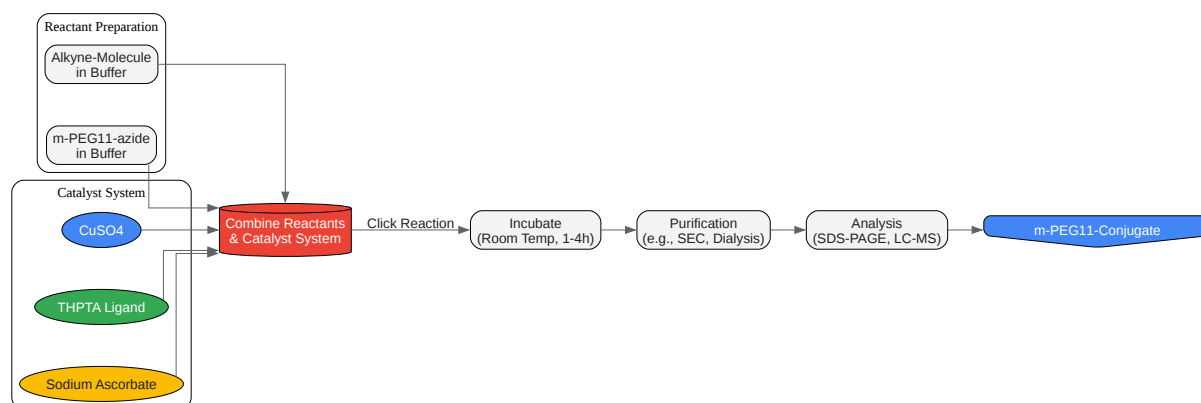 Reactant Preparation
Alkyne-Molecule
in Buffer
m-PEG11-azide
in Buffer
Catalyst System
CuSO4
THPTA Ligand
Sodium Ascorbate
Combine Reactants
& Catalyst System
Click Reaction
Incubate
(Room Temp, 1-4h)
Purification
(e.g., SEC, Dialysis)
Analysis
(SDS-PAGE, LC-MS)
m-PEG11-Conjugate